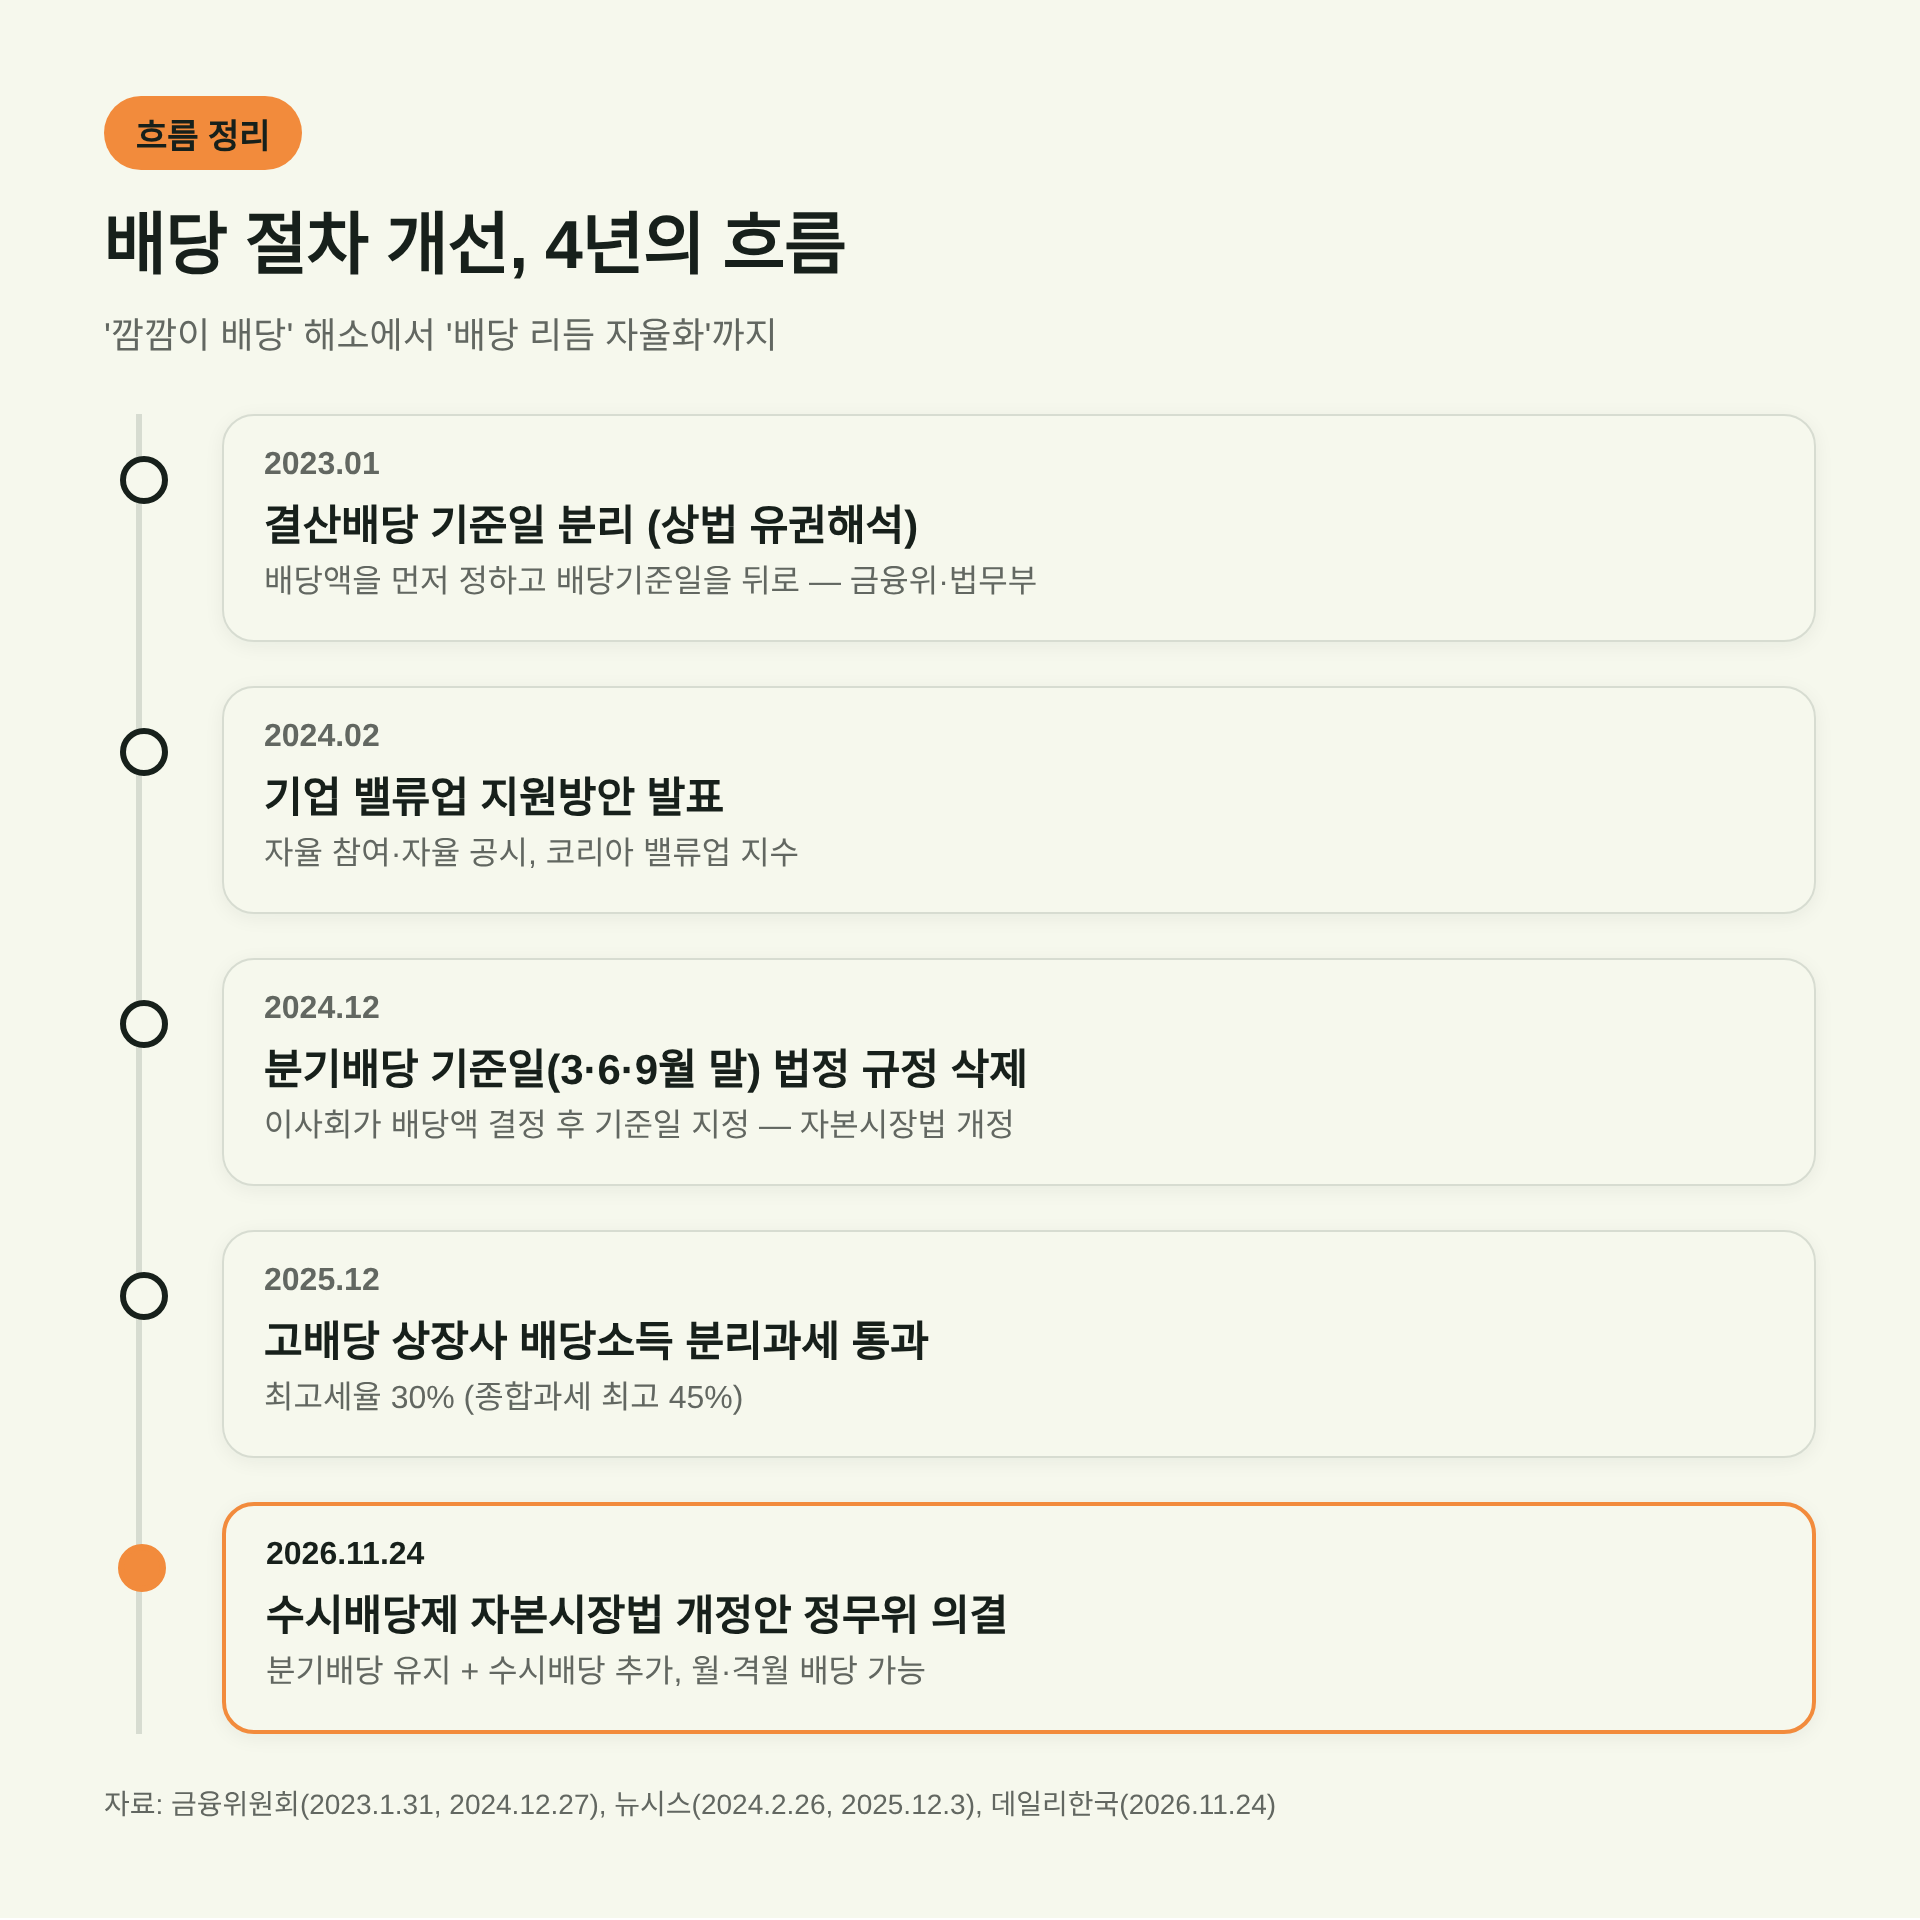 흐름 정리
배당 절차 개선, 4년의 흐름
'깜깜이 배당' 해소에서 '배당 리듬 자율화'까지
2023.01
결산배당 기준일 분리 (상법 유권해석)
배당액을 먼저 정하고 배당기준일을 뒤로 — 금융위·법무부
2024.02
기업 밸류업 지원방안 발표
자율 참여·자율 공시, 코리아 밸류업 지수
2024.12
분기배당 기준일(3·6·9월 말) 법정 규정 삭제
이사회가 배당액 결정 후 기준일 지정 — 자본시장법 개정
2025.12
고배당 상장사 배당소득 분리과세 통과
최고세율 30% (종합과세 최고 45%)
2026.11.24
수시배당제 자본시장법 개정안 정무위 의결
분기배당 유지 + 수시배당 추가, 월·격월 배당 가능
자료: 금융위원회(2023.1.31, 2024.12.27), 뉴시스(2024.2.26, 2025.12.3), 데일리한국(2026.11.24)